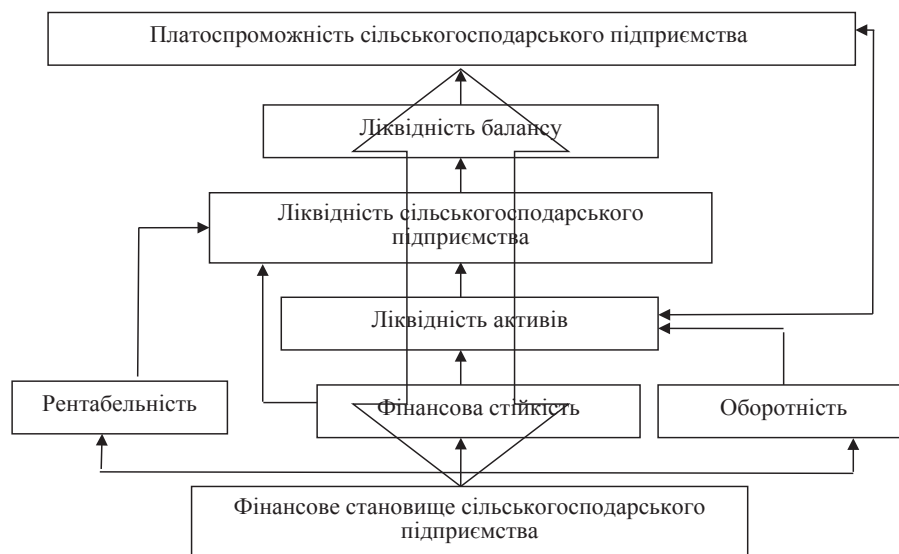 Платоспроможність сільськогосподарського підприємства
Ліквідність балансу
Ліквідність сільськогосподарського
підприємства
Ліквідність активів
Рентабельність
Фінансова стійкість
Оборотність
Фінансове становище сільськогосподарського
підприємства